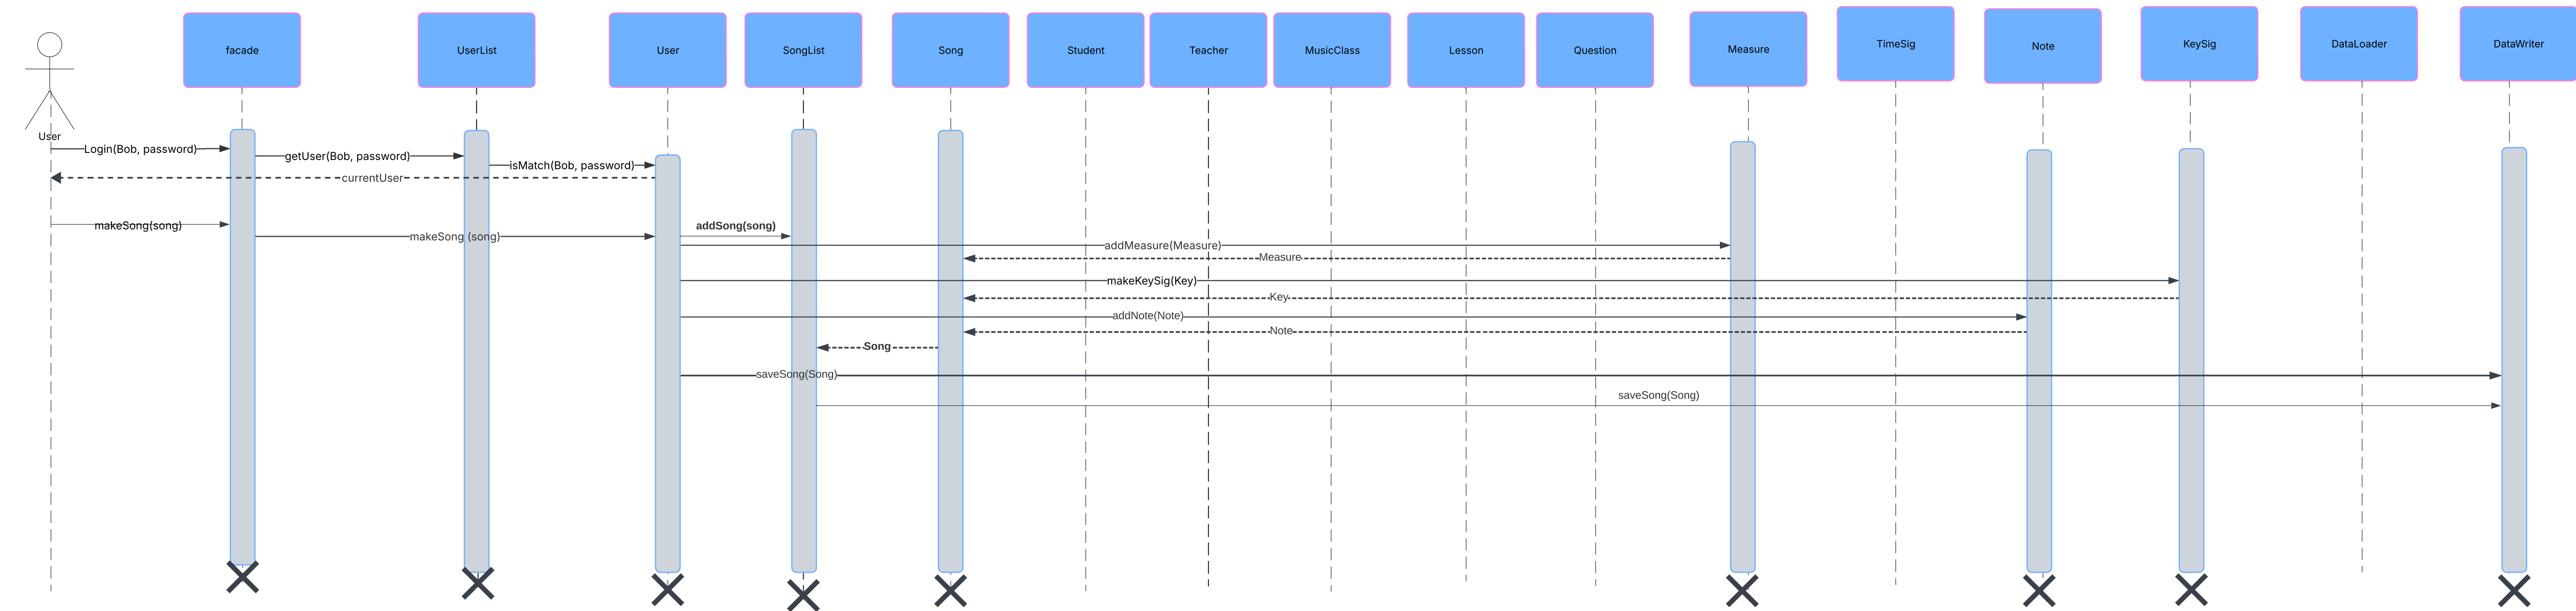 facade
UserList
User
SongList
Song
Student
Teacher
MusicClass
Lesson
Question
Measure
TimeSig
Note
KeySig
DataLoader
DataWriter
User
Login(Bob, password)
getUser(Bob, password)
isMatch(Bob, password)
currentUser
makeSong(song)
makeSong (song)
addSong(song)
addMeasure(Measure)
Measure
makeKeySig(Key)
Key
addNote(Note)
Note
Song
saveSong(Song)
saveSong(Song)